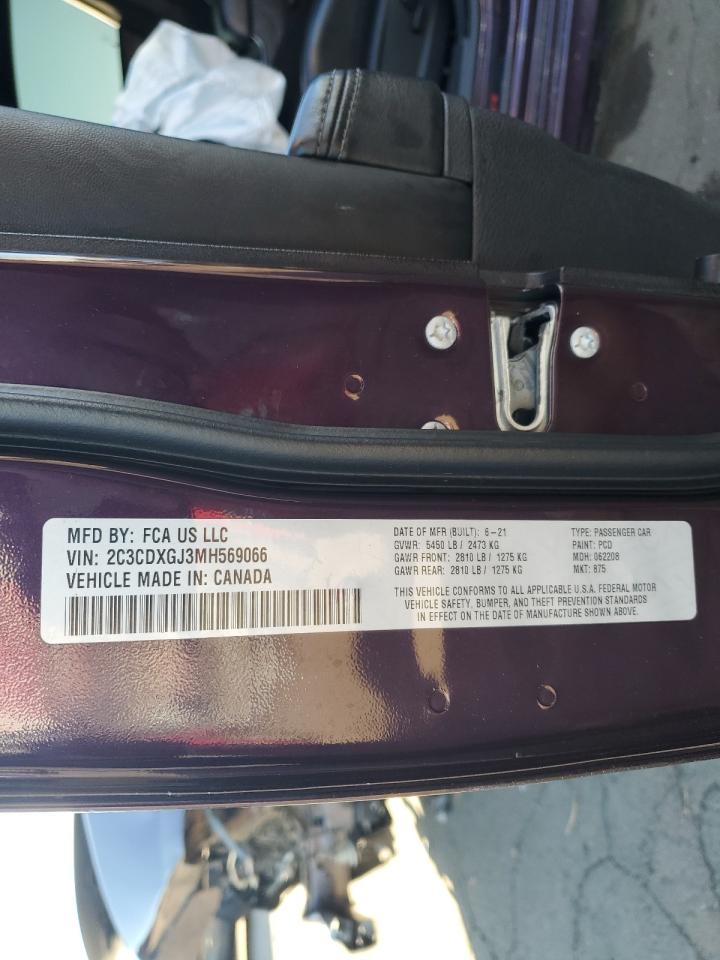 MFD BY: FCA US LLC
VIN: 2C3CDXGJ3MH569066
VEHICLE MADE IN: CANADA
DATE OF MFR (BUILT): 6-21
GVWR: 5450 LB / 2473 KG
GAWR FRONT: 2810 LB / 1275 KG
GAWR REAR: 2810 LB / 1275 KG
TYPE: PASSENGER CAR
PAINT: PCD
MDH: 062208
MKT: 875
THIS VEHICLE CONFORMS TO ALL APPLICABLE U.S.A. FEDERAL MOTOR
VEHICLE SAFETY, BUMPER, AND THEFT PREVENTION STANDARDS
IN EFFECT ON THE DATE OF MANUFACTURE SHOWN ABOVE.